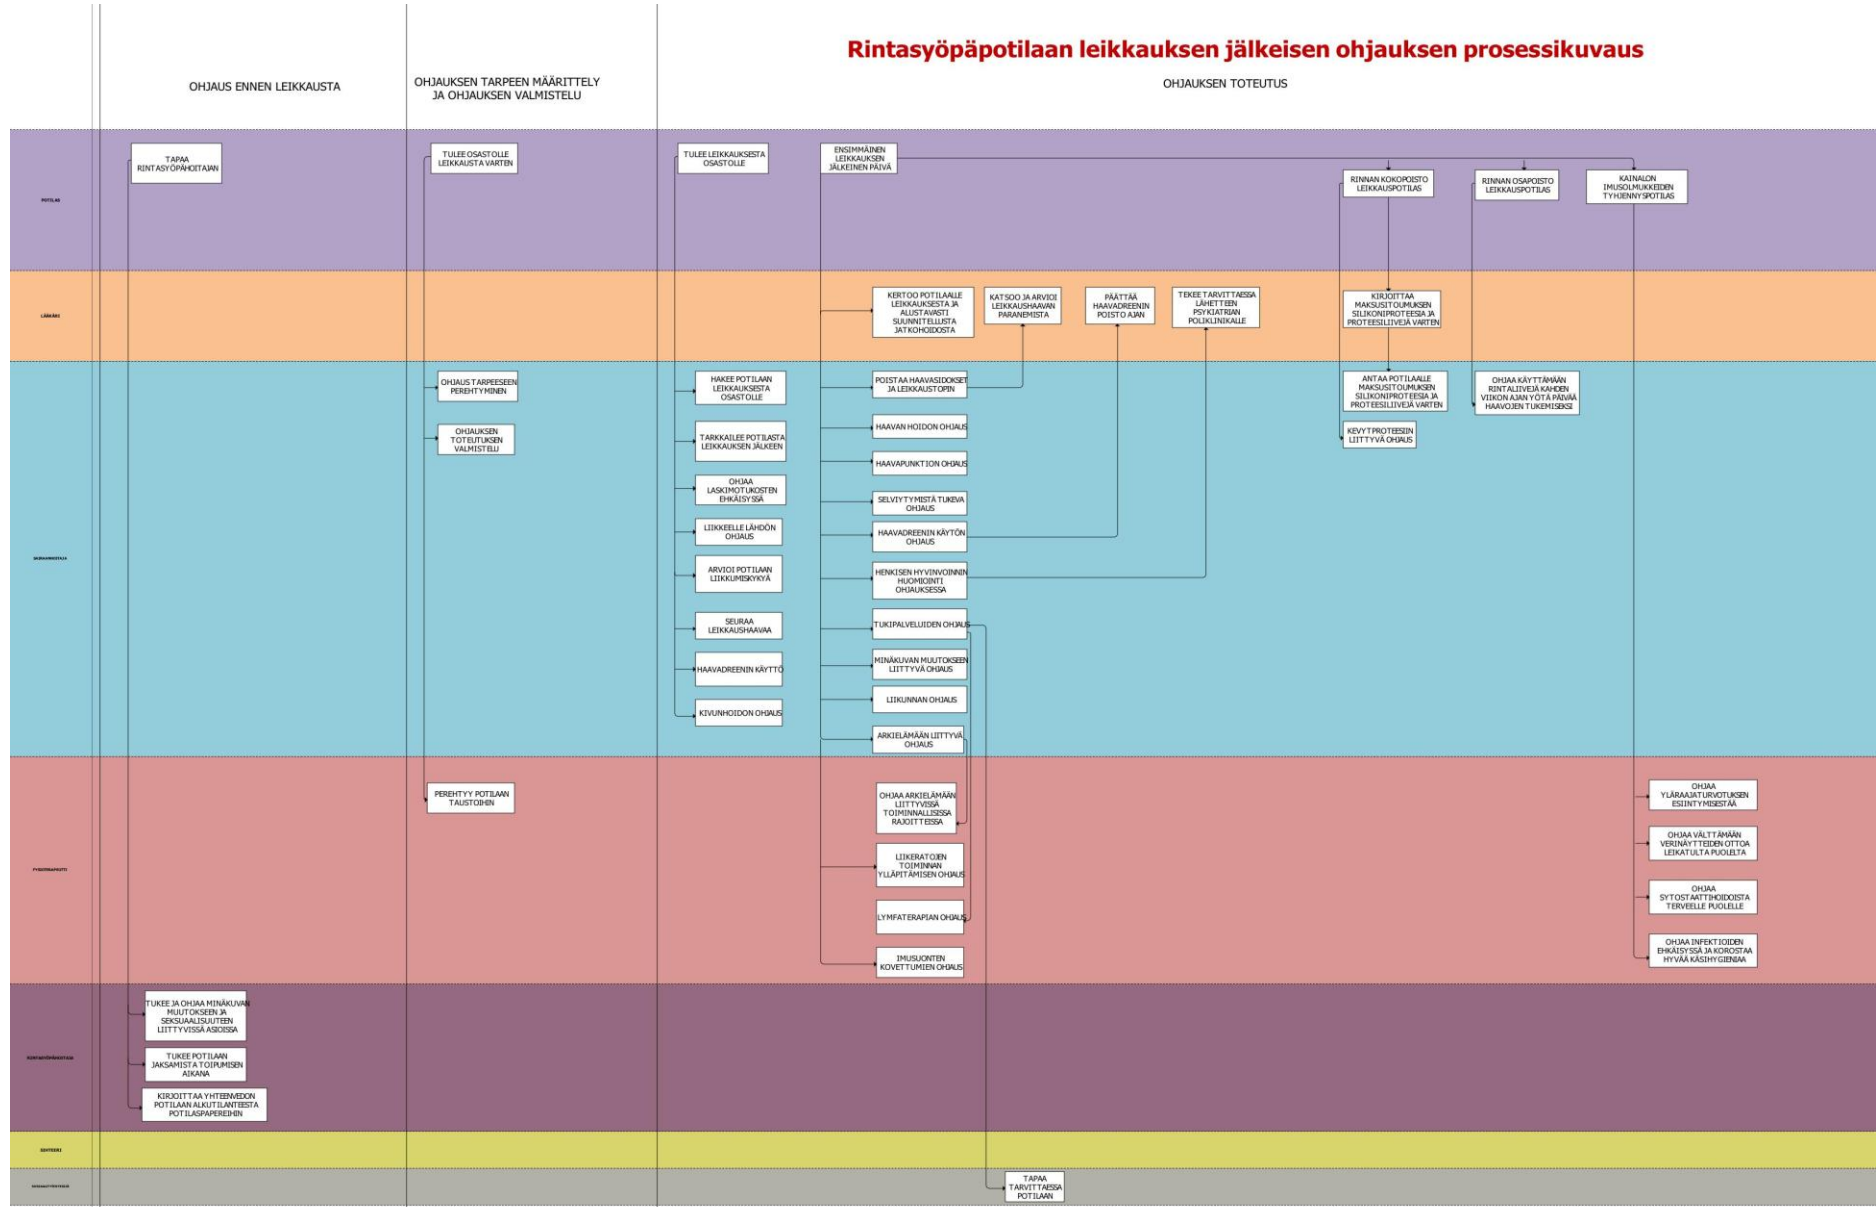 Rintasyöpäpotilaan leikkauksen jälkeisen ohjauksen prosessikuvaus
OHJAUS ENNEN LEIKKAUSTA
OHJAUKSEN TARPEEN MÄÄRITTELY
JA OHJAUKSEN VALMISTELU
OHJAUKSEN TOTEUTUS
POTILAS
TAPAA
RINTASYÖPÄHOITAJAN
TULEE OSASTOLLE
LEIKKAUSTA VARTEN
TULEE LEIKKAUKSESTA
OSASTOLLE
ENSIMMÄINEN
LEIKKAUKSEN
JÄLKEINEN PÄIVÄ
RINNAN KOKOPOISTO
LEIKKAUSPOTILAS
RINNAN OSAPOISTO
LEIKKAUSPOTILAS
KAINALON
IMUSOLMUKKEIDEN
TYHJENNYSPOTILAS
LÄÄKÄRI
KERTOO POTILAALLE
LEIKKAUKSESTA JA
ALUSTAVASTI
SUUNNITELLUSTA
JATKOHOIDOSTA
KATSOO JA ARVIOI
LEIKKAUSHAAVAN
PARANEMISTA
PÄÄTTÄÄ
HAAVADREENIN
POISTO AJAN
TEKEE TARVITTAESSA
LÄHETTEEN
PSYKIATRIAN
POLIKLINIKALLE
KIRJOITTAA
MAKSUSITOUMUKSEN
SILIKONIPROTEESIA JA
PROTEESILIIVEJÄ VARTEN
SAIRAANHOITAJA
OHJAUS TARPEESEEN
PEREHTYMINEN
OHJAUKSEN
TOTEUTUKSEN
VALMISTELU
HAKEE POTILAAN
LEIKKAUKSESTA
OSASTOLLE
TARKKAILEE POTILASTA
LEIKKAUKSEN JÄLKEEN
OHJAA
LASKIMOTUKOSTEN
EHKÄISYSSÄ
LIIKKEELLE LÄHDÖN
OHJAUS
ARVIOI POTILAAN
LIIKKUMISKYKYÄ
SEURAA
LEIKKAUSHAAVAA
HAAVADREENIN KÄYTTÖ
KIVUNHOIDON OHJAUS
POISTAA HAAVASIDOKSET
JA LEIKKAUSTOPIN
HAAVAN HOIDON OHJAUS
HAAVAPUNKTION OHJAUS
SELVIYTYMISTÄ TUKEVA
OHJAUS
HAAVADREENIN KÄYTÖN
OHJAUS
HENKISEN HYVINVOINNIN
HUOMIOINTI
OHJAUKSESSA
TUKIPALVELUIDEN OHJAUS
MINÄKUVAN MUUTOKSEEN
LIITTYVÄ OHJAUS
LIIKUNNAN OHJAUS
ARKIELÄMÄÄN LIITTYVÄ
OHJAUS
ANTAA POTILAALLE
MAKSUSITOUMUKSEN
SILIKONIPROTEESIA JA
PROTEESILIIVEJÄ VARTEN
KEVYTPROTEESIIN
LIITTYVÄ OHJAUS
OHJAA KÄYTTÄMÄÄN
RINTALIIVEJÄ KAHDEN
VIIKON AJAN YÖTÄ PÄIVÄÄ
HAAVOJEN TUKEMISEKSI
FYSIOTERAPEUTTI
PEREHTYY POTILAAN
TAUSTOIHIN
OHJAA ARKIELÄMÄÄN
LIITTYVISSÄ
TOIMINNALLISISSA
RAJOITTEISSA
LIIKERATOJEN
TOIMINNAN
YLLÄPITÄMISEN OHJAUS
LYMFATERAPIAN OHJAUS
IMUSUONTEN
KOVETTUMIEN OHJAUS
OHJAA
YLÄRAAJATURVOTUKSEN
ESIINTYMISESTÄÄ
OHJAA VÄLTTÄMÄÄN
VERINÄYTTEIDEN OTTOA
LEIKATULTA PUOLELTA
OHJAA
SYTOSTAATTIHOIDOISTA
TERVEELLE PUOLELLE
OHJAA INFEKTIOIDEN
EHKÄISYSSÄ JA KOROSTAA
HYVÄÄ KÄSIHYGIENIAA
RINTASYÖPÄHOITAJA
TUKEE JA OHJAA MINÄKUVAN
MUUTOKSEEN JA
SEKSUAALISUUTEEN
LIITTYVISSÄ ASIOISSA
TUKEE POTILAAN
JAKSAMISTA TOIPUMISEN
AIKANA
KIRJOITTAA YHTEENVEDON
POTILAAN ALKUTILANTEESTA
POTILASPAPEREIHIN
SIHTEERI
TAPAA
TARVITTAESSA
POTILAAN